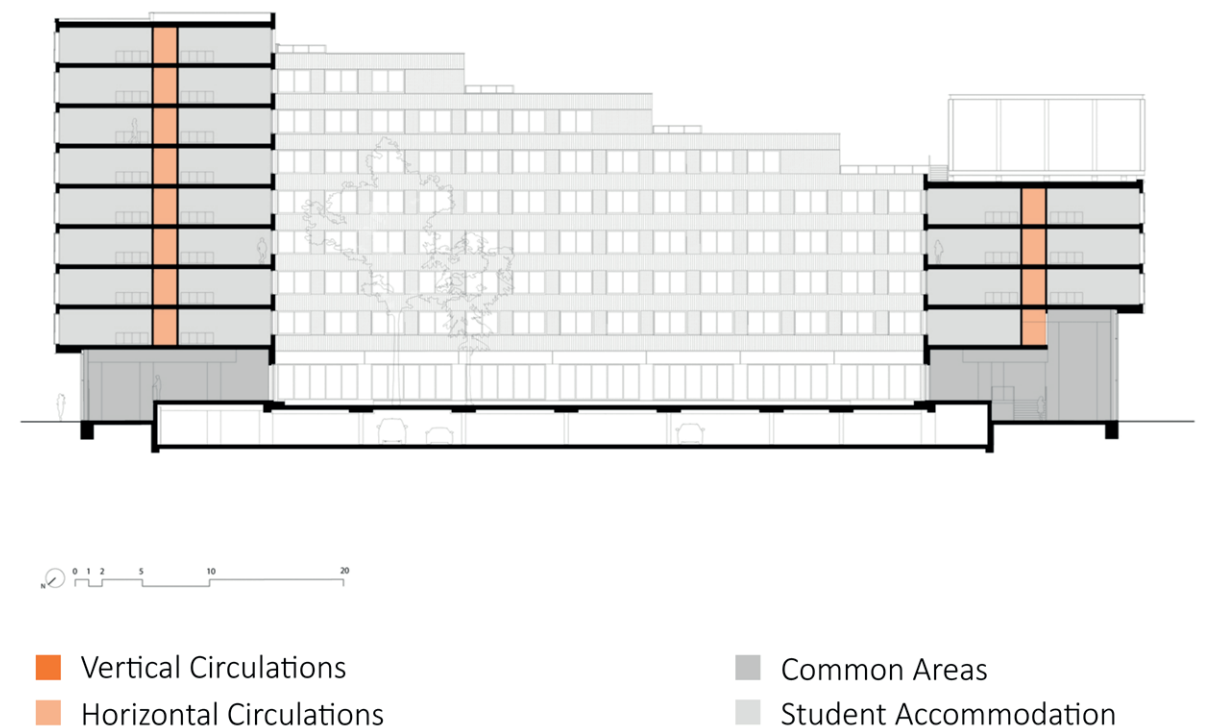 N 0 1 2 5 10 20
Vertical Circulations
Horizontal Circulations
Common Areas
Student Accommodation